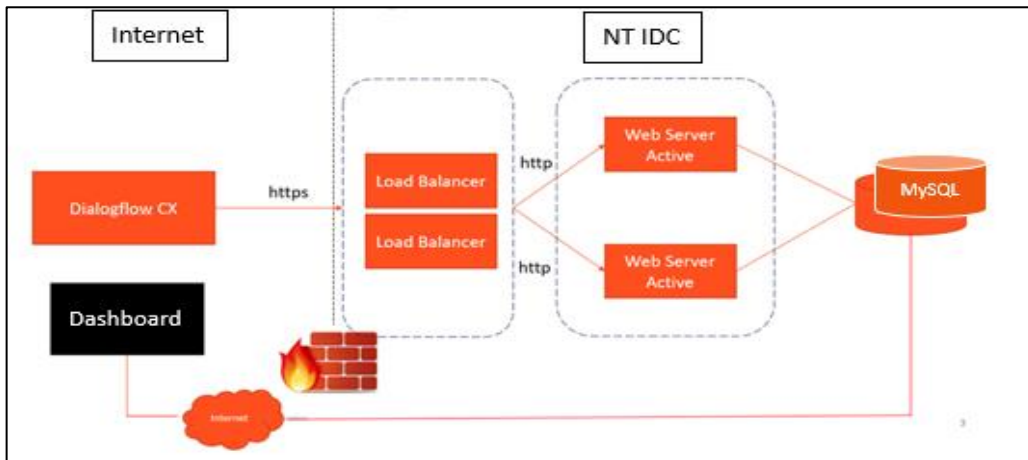 Internet
NT IDC
Web Server
Active
http
Load Balancer
https
Dialogflow CX
MySQL
Load Balancer
http
Web Server
Active
Dashboard
Internet
3